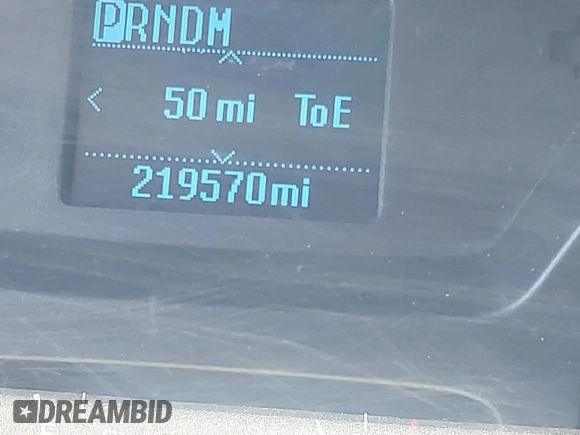 PRNDM
< 50 mi ToE
219570mi
DREAMBID